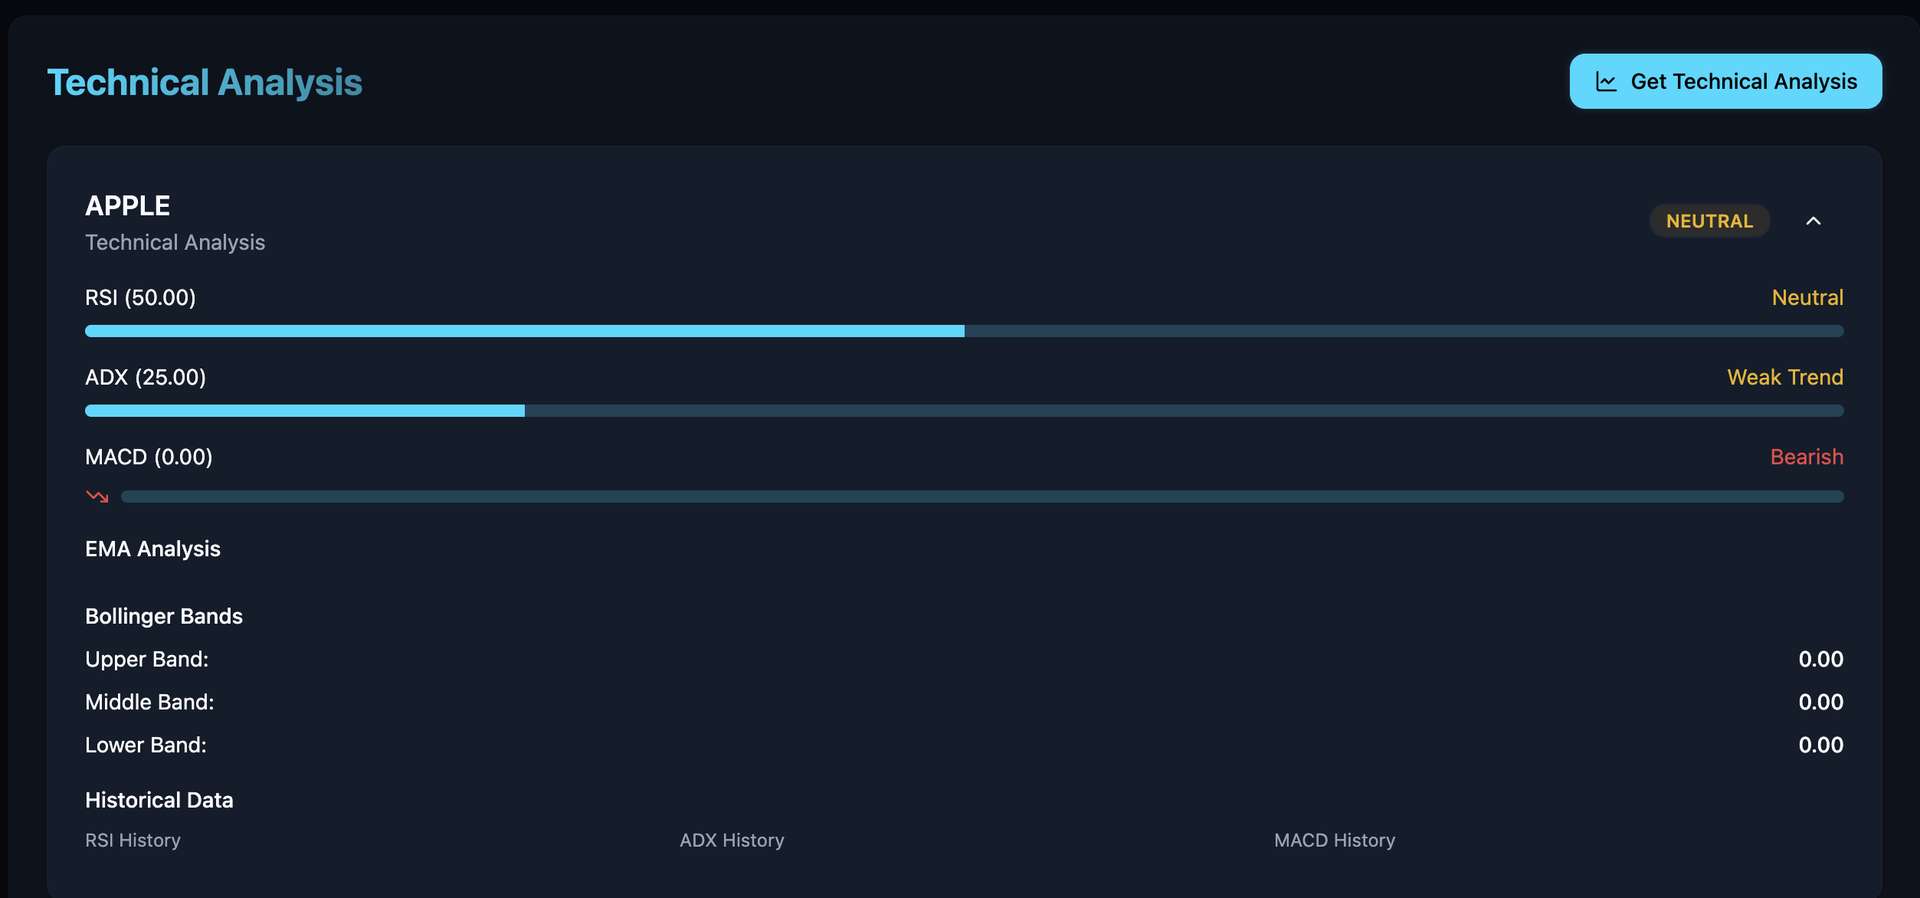 Technical Analysis
Get Technical Analysis
APPLE
NEUTRAL
Technical Analysis
RSI (50.00)
Neutral
ADX (25.00)
Weak Trend
MACD (0.00)
Bearish
EMA Analysis
Bollinger Bands
Upper Band:
0.00
Middle Band:
0.00
Lower Band:
0.00
Historical Data
RSI History
ADX History
MACD History